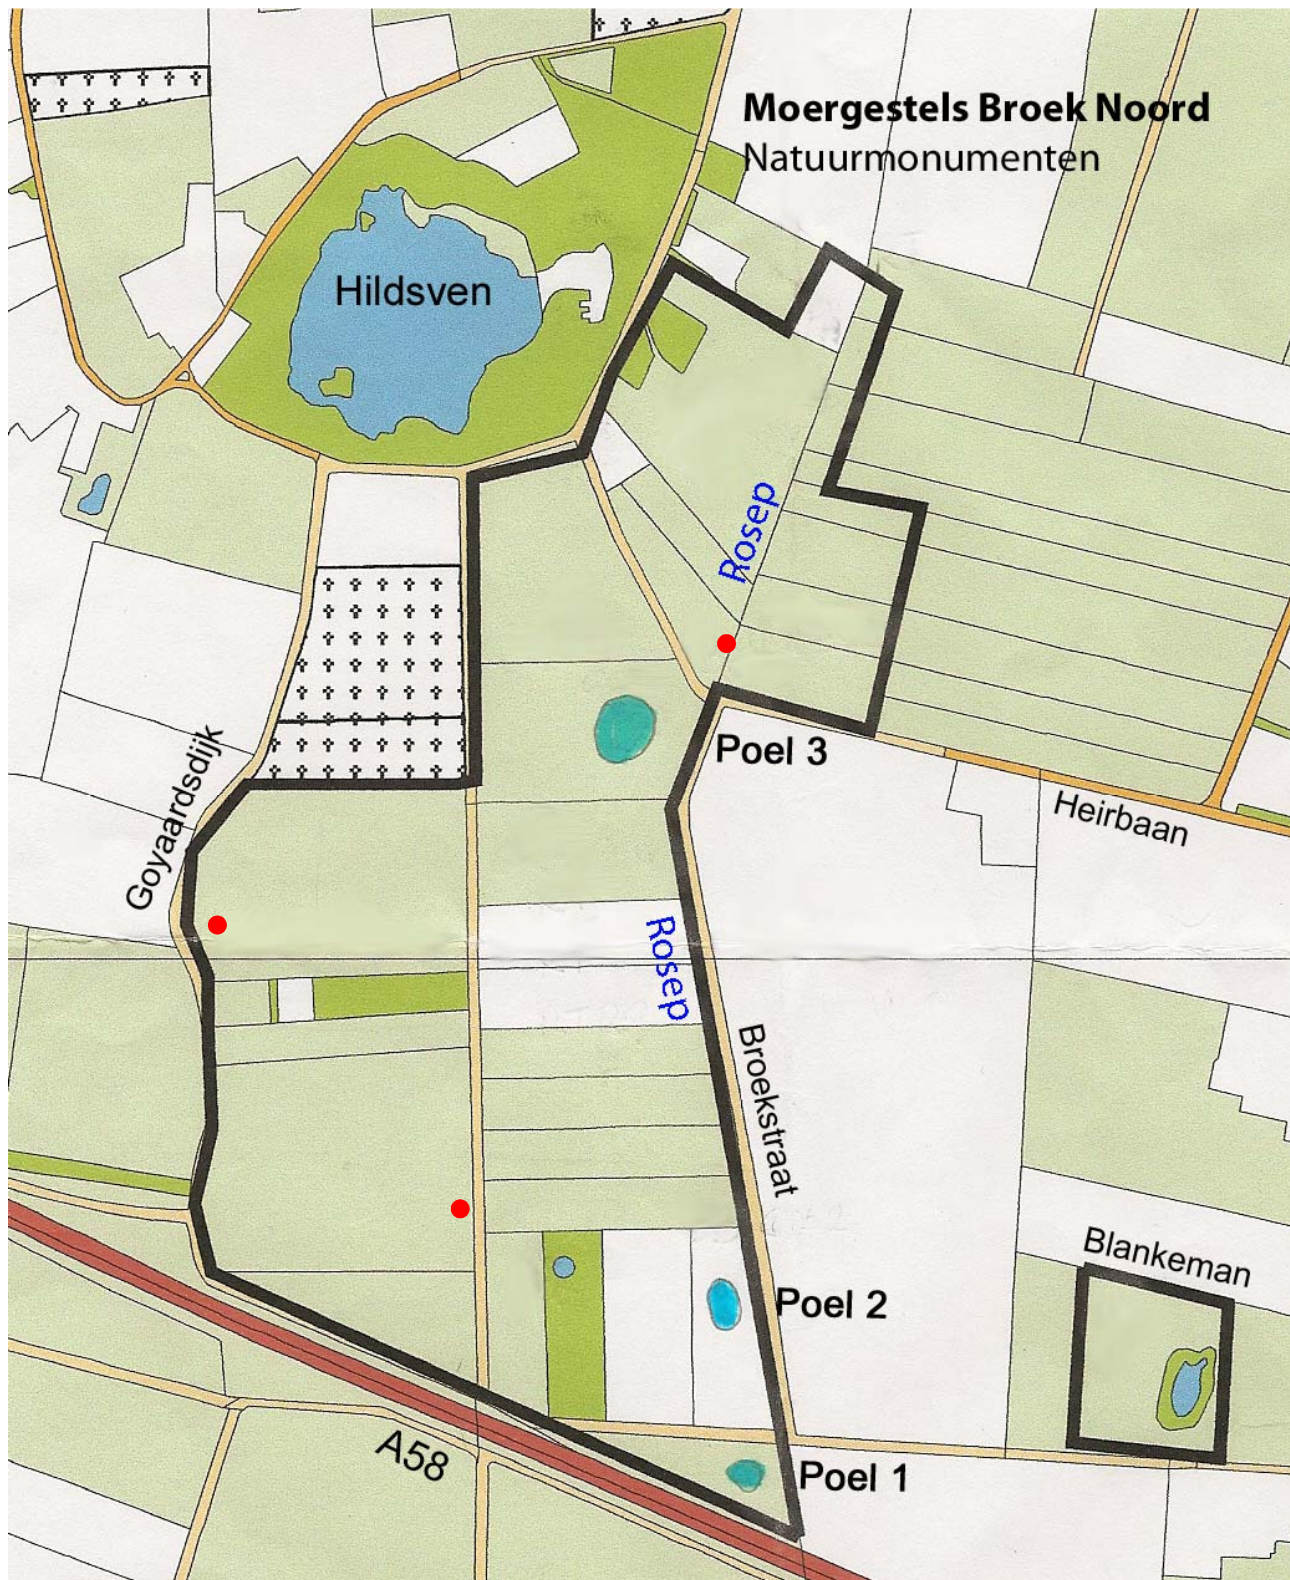 Moergestels Broek Noord
Natuurmonumenten
Hildsven
Rosep
Goyaardsdijk
Poel 3
Heirbaan
Rosep
Broekstraat
Blankeman
Poel 2
A58
Poel 1